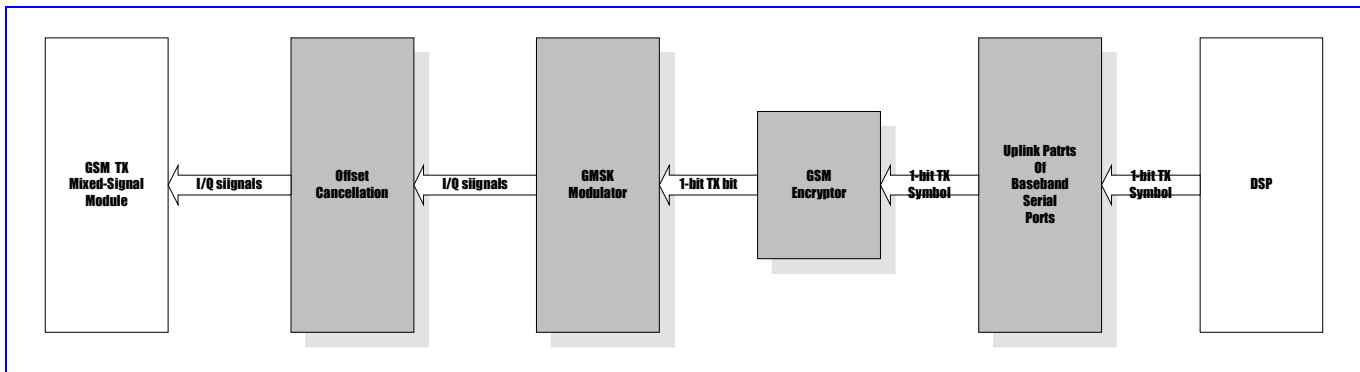 GSM TX
Mixed-Signal
Module
I/Q siignals
Offset
Cancellation
I/Q siignals
GMSK
Modulator
1-bit TX bit
GSM
Encryptor
1-bit TX
Symbol
Uplink Patrts
Of
Baseband
Serial
Ports
1-bit TX
Symbol
DSP